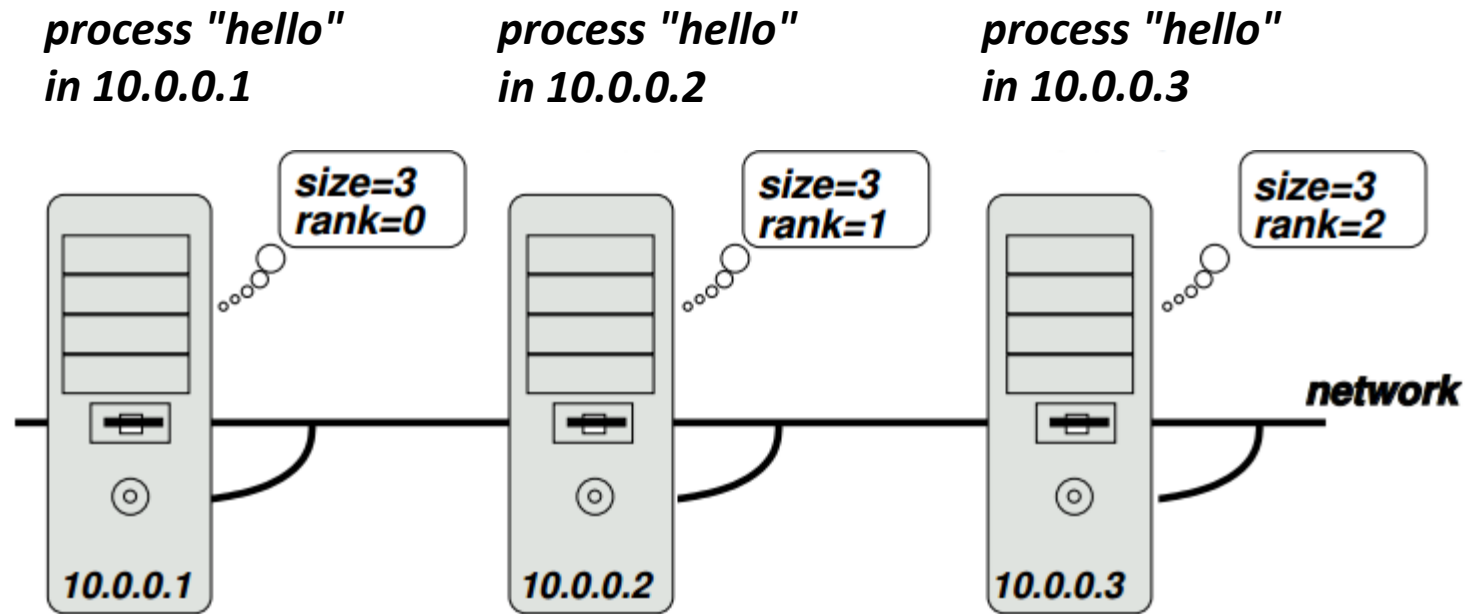 process "hello"
in 10.0.0.1
process "hello"
in 10.0.0.2
process "hello"
in 10.0.0.3
size=3
rank=0
size=3
rank=1
size=3
rank=2
network
10.0.0.1
10.0.0.2
10.0.0.3